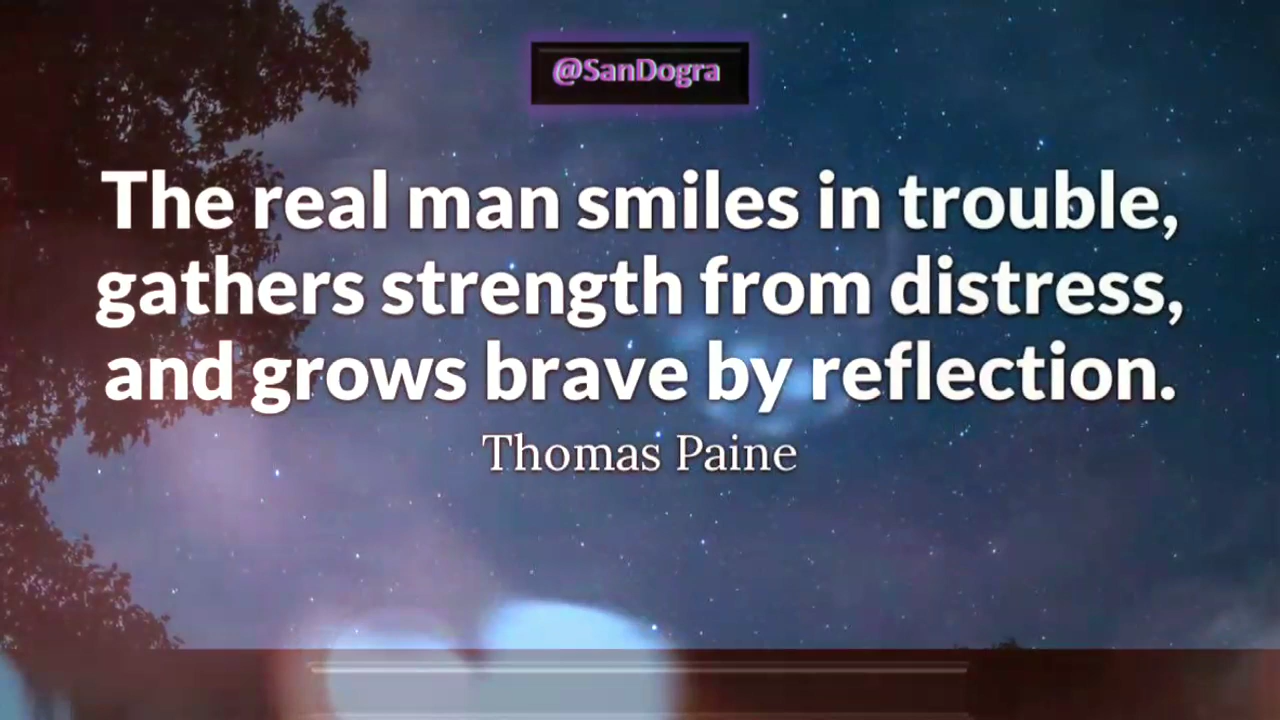 @SanDogra
The real man smiles in trouble,
gathers strength from distress,
and grows brave by reflection.
Thomas Paine